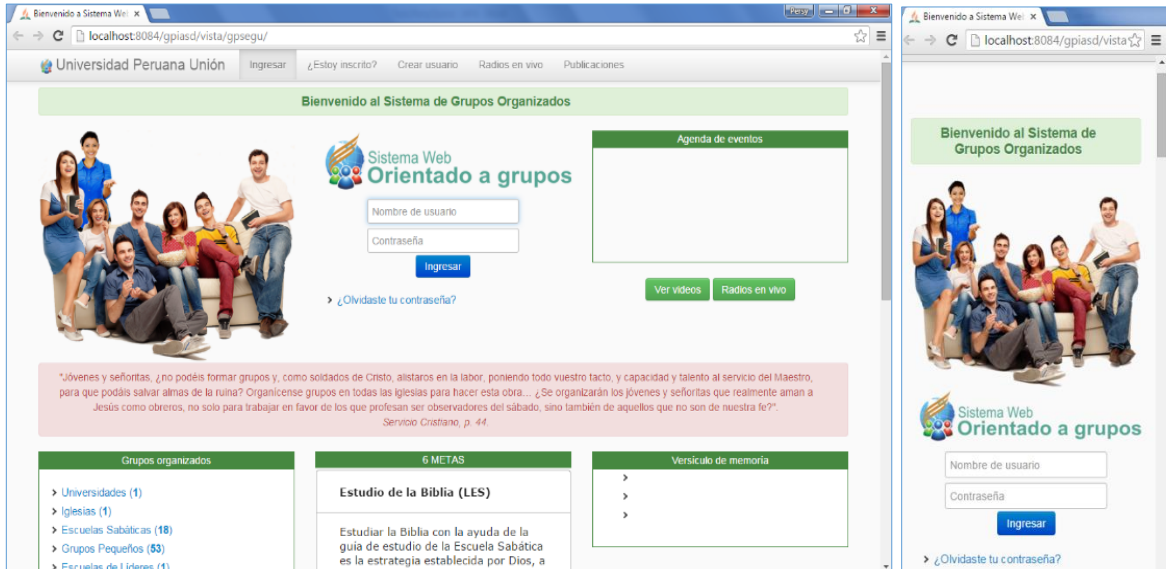 Bienvenido a Sistema Wel
localhost:8084/gpiasd/vista/gpsegu/
Universidad Peruana Unión
Ingresar
¿Estoy inscrito?
Crear usuario
Radios en vivo
Publicaciones
Bienvenido al Sistema de Grupos Organizados
Sistema Web
Orientado a grupos
Nombre de usuario
Contraseña
Ingresar
¿Olvidaste tu contraseña?
Agenda de eventos
Ver videos
Radios en vivo
"Jóvenes y señoritas, ¿no podéis formar grupos y, como soldados de Cristo, alistaros en la labor, poniendo todo vuestro tacto, y capacidad y talento al servicio del Maestro,
para que podáis salvar almas de la ruina? Organícense grupos en todas las iglesias para hacer esta obra... ¿Se organizarán los jóvenes y señoritas que realmente aman a
Jesús como obreros, no solo para trabajar en favor de los que profesan ser observadores del sábado, sino también de aquellos que no son de nuestra fe?".
Servicio Cristiano, p. 44.
Grupos organizados
Universidades (1)
Iglesias (1)
Escuelas Sabáticas (18)
Grupos Pequeños (53)
Escuelas de Líderes (1)
6 METAS
Estudio de la Biblia (LES)
Estudiar la Biblia con la ayuda de la
guia de estudio de la Escuela Sabática
es la estrategia establecida por Dios, a
Versículo de memoria
Bienvenido a Sistema Wel
localhost:8084/gpiasd/vista
Bienvenido al Sistema de
Grupos Organizados
Sistema Web
Orientado a grupos
Nombre de usuario
Contraseña
Ingresar
¿Olvidaste tu contraseña?